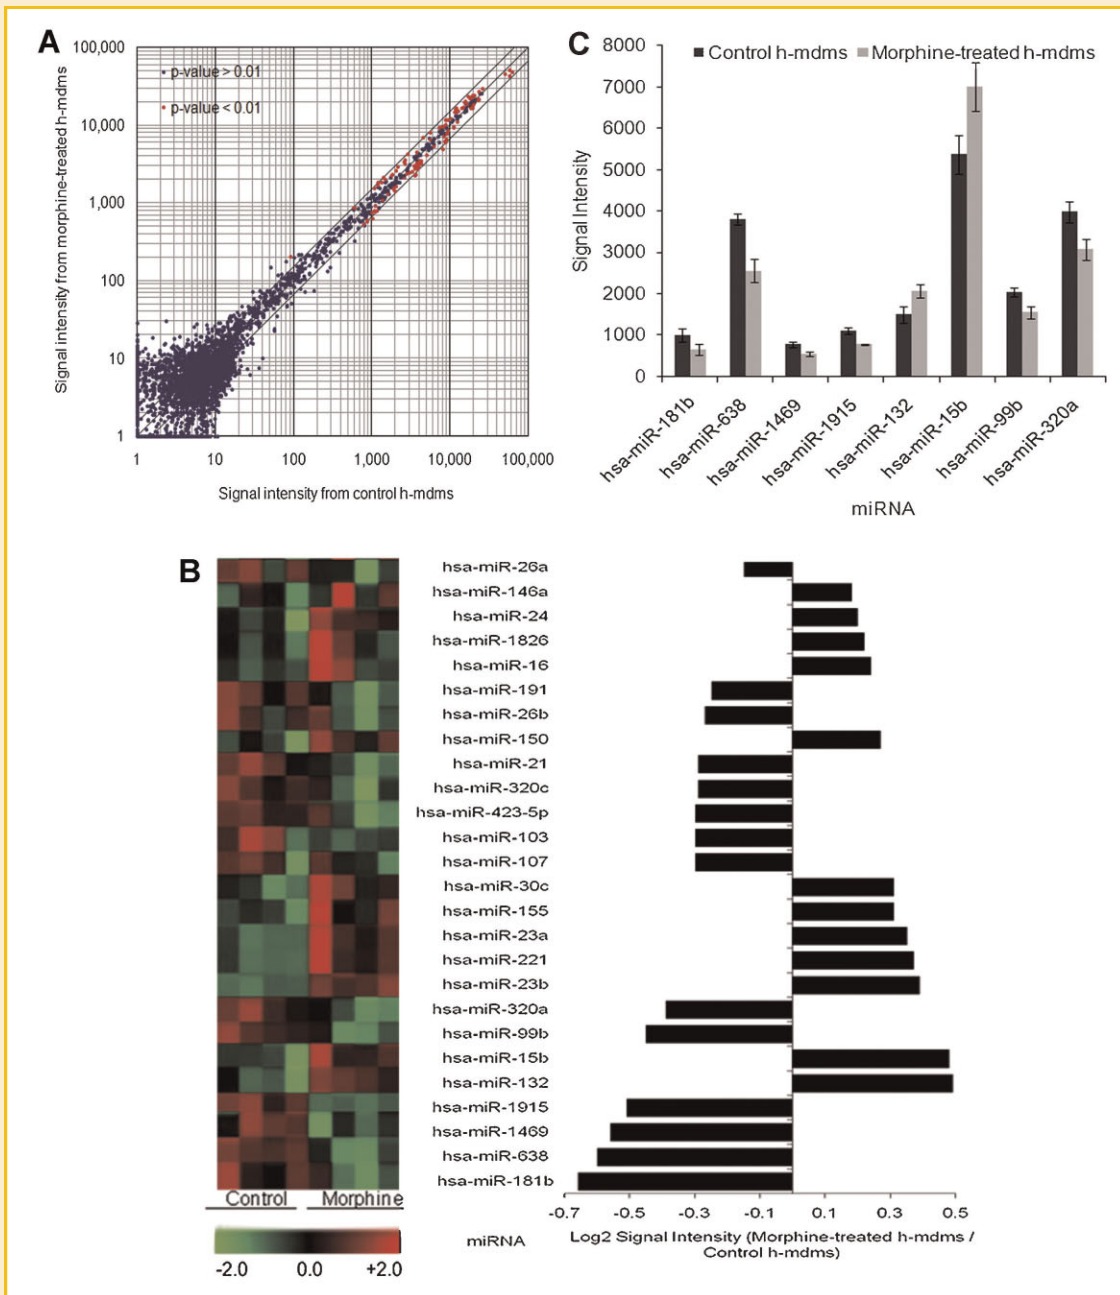 A
100,000
10,000
1,000
100
10
1
Signal intensity from morphine-treated h-mdms
p-value > 0.01
p-value < 0.01
1 10 100 1,000 10,000 100,000
Signal intensity from control h-mdms
C
8000
7000
6000
5000
4000
3000
2000
1000
0
Signal Intensity
Control h-mdms Morphine-treated h-mdms
hsa-miR-181b
hsa-miR-638
hsa-miR-1469
hsa-miR-1915
hsa-miR-132
hsa-miR-15b
hsa-miR-99b
hsa-miR-320a
miRNA
B
hsa-miR-26a
hsa-miR-146a
hsa-miR-24
hsa-miR-1826
hsa-miR-16
hsa-miR-191
hsa-miR-26b
hsa-miR-150
hsa-miR-21
hsa-miR-320c
hsa-miR-423-5p
hsa-miR-103
hsa-miR-107
hsa-miR-30c
hsa-miR-155
hsa-miR-23a
hsa-miR-221
hsa-miR-23b
hsa-miR-320a
hsa-miR-99b
hsa-miR-15b
hsa-miR-132
hsa-miR-1915
hsa-miR-1469
hsa-miR-638
hsa-miR-181b
Control Morphine
-2.0 0.0 +2.0
miRNA
-0.7 -0.5 -0.3 -0.1 0.1 0.3 0.5
Log2 Signal Intensity (Morphine-treated h-mdms /
Control h-mdms)